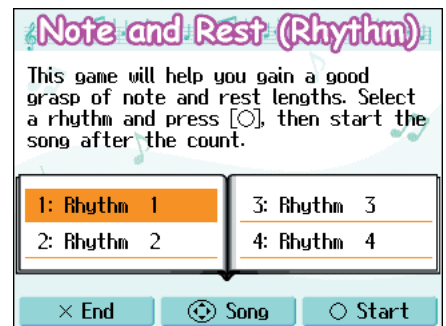 Note and Rest (Rhythm)
This game will help you gain a good
grasp of note and rest lengths. Select
a rhythm and press [○], then start the
song after the count.
1: Rhythm 1
2: Rhythm 2
3: Rhythm 3
4: Rhythm 4
× End
Song
○ Start